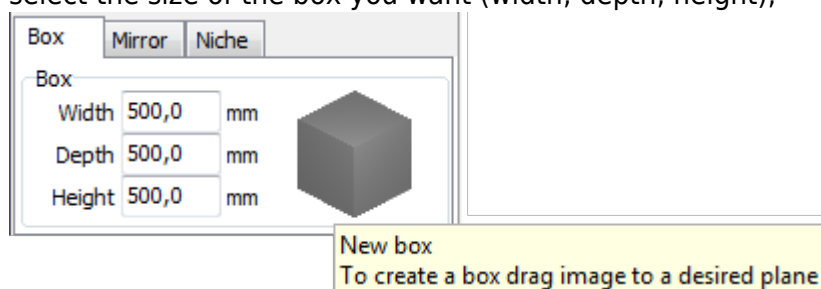 Select the size of the box you want (width, depth, height);
Box Mirror Niche
Box
Width 500,0 mm
Depth 500,0 mm
Height 500,0 mm
New box
To create a box drag image to a desired plane